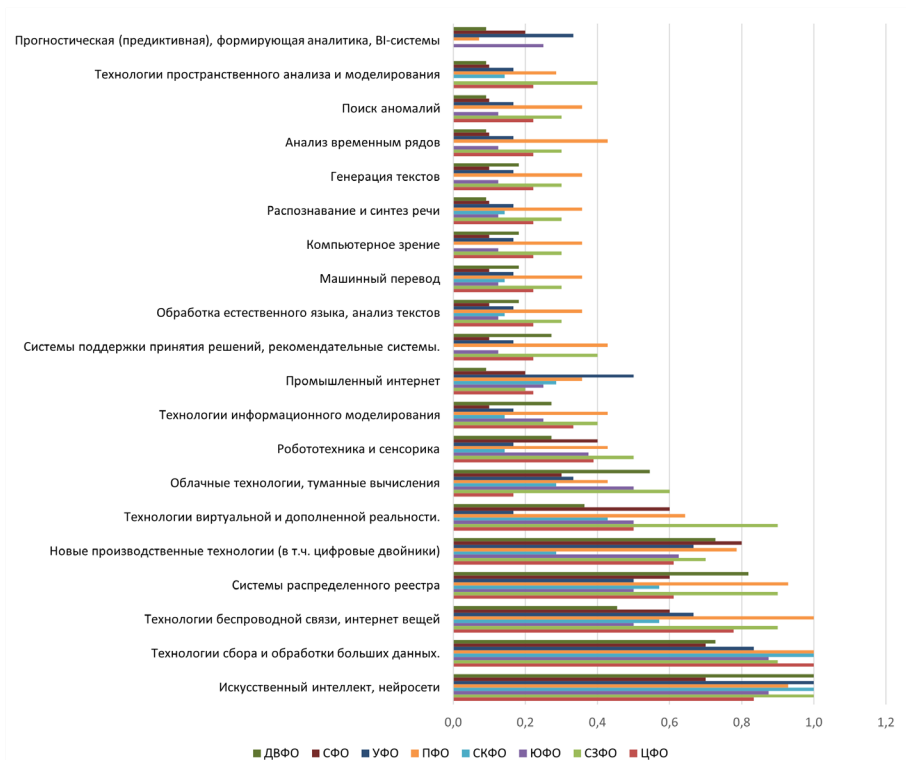 Прогностическая (предиктивная), формирующая аналитика, BI-системы
Технологии пространственного анализа и моделирования
Поиск аномалий
Анализ временным рядов
Генерация текстов
Распознавание и синтез речи
Компьютерное зрение
Машинный перевод
Обработка естественного языка, анализ текстов
Системы поддержки принятия решений, рекомендательные системы.
Промышленный интернет
Технологии информационного моделирования
Робототехника и сенсорика
Облачные технологии, туманные вычисления
Технологии виртуальной и дополненной реальности.
Новые производственные технологии (в т.ч. цифровые двойники)
Системы распределенного реестра
Технологии беспроводной связи, интернет вещей
Технологии сбора и обработки больших данных.
Искусственный интеллект, нейросети
0,0 0,2 0,4 0,6 0,8 1,0 1,2
ДВФО СФО УФО ПФО СКФО ЮФО СЗФО ЦФО